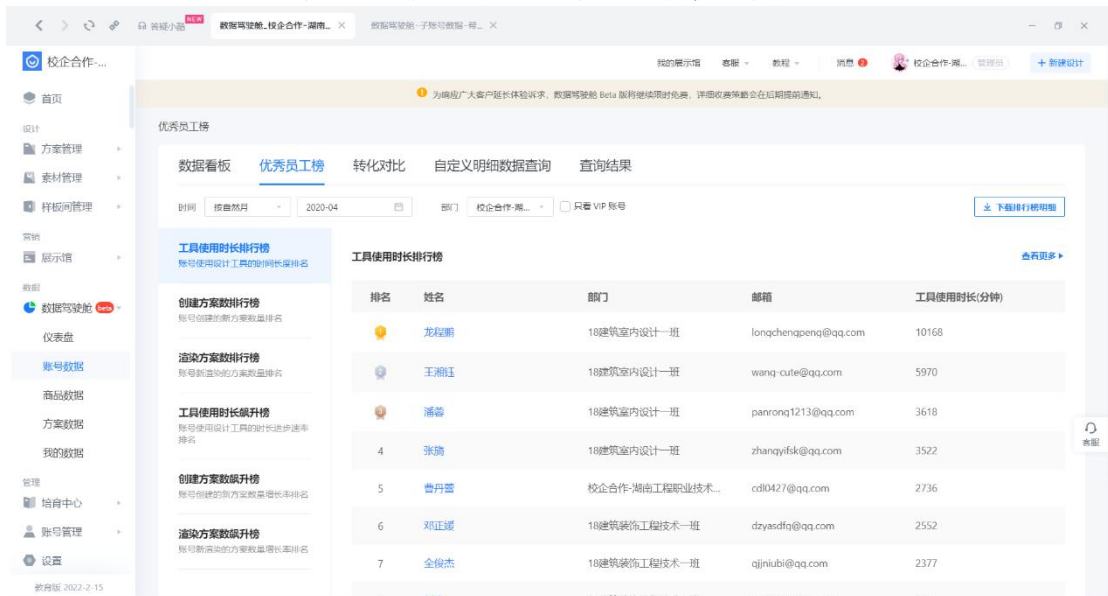 答疑小酷 NEW 数据驾驶舱_校企合作-湖南... 数据驾驶舱-子账号数据-帮...
校企合作-...
我的展示馆 客服 教程 消息 2 校企合作-湖... 管理员 + 新建设计
首页
为响应广大客户延长体验诉求，数据驾驶舱 Beta 版将继续限时免费，详细收费策略会在后期提前通知。
设计
方案管理
素材管理
样板间管理
营销
展示馆
数据
数据驾驶舱 beta
仪表盘
账号数据
商品数据
方案数据
我的数据
管理
培育中心
账号管理
设置
教育版 2022-2-15
优秀员工榜
数据看板 优秀员工榜 转化对比 自定义明细数据查询 查询结果
时间 按自然月 2020-04 部门 校企合作-湖... 只看 VIP 账号 下载排行榜明细
工具使用时长排行榜
账号使用设计工具的时间长度排名
创建方案数排行榜
账号创建的新方案数量排名
渲染方案数排行榜
账号新渲染的方案数量排名
工具使用时长飙升榜
账号使用设计工具的时长进步速率
排名
创建方案数飙升榜
账号创建的新方案数量增长率排名
渲染方案数飙升榜
账号新渲染的方案数量增长率排名
工具使用时长排行榜 查看更多
排名 姓名 部门 邮箱 工具使用时长(分钟)
1 龙程鹏 18建筑室内设计一班 longchengpeng@qq.com 10168
2 王湘钰 18建筑室内设计一班 wang-cute@qq.com 5970
3 潘蓉 18建筑室内设计一班 panrong1213@qq.com 3618
4 张旖 18建筑室内设计一班 zhangyifsk@qq.com 3522
5 曹丹蕾 校企合作-湖南工程职业技术... cdl0427@qq.com 2736
6 邓正媛 18建筑装饰工程技术一班 dzyasdfq@qq.com 2552
7 全俊杰 18建筑装饰工程技术一班 qjjniubi@qq.com 2377
客服